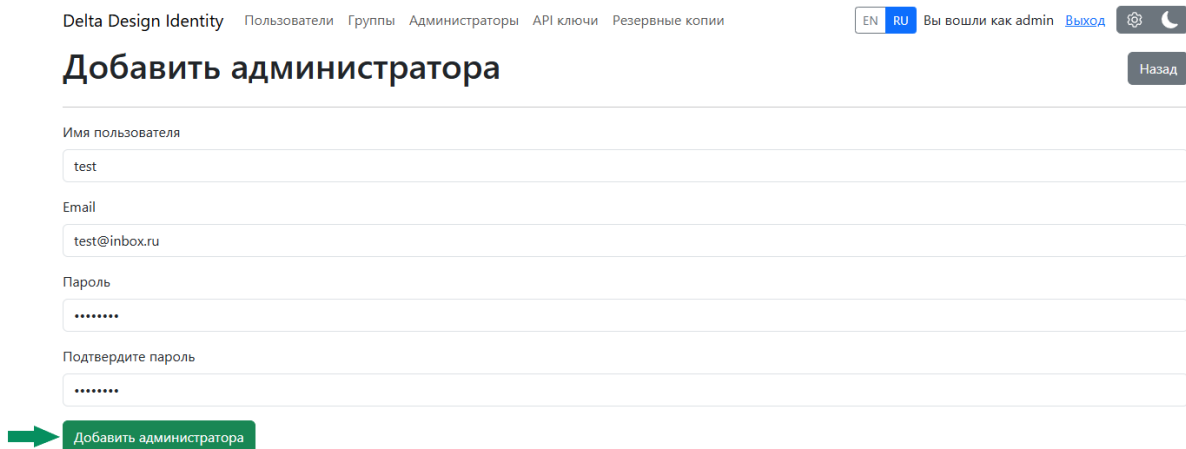 Delta Design Identity Пользователи Группы Администраторы API ключи Резервные копии EN RU Вы вошли как admin Выход
Добавить администратора
Назад
Имя пользователя
test
Email
test@inbox.ru
Пароль
••••••••
Подтвердите пароль
••••••••
Добавить администратора